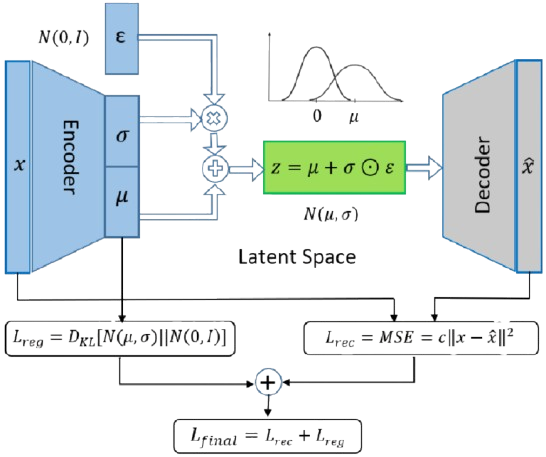 N(0, I)
ε
x
Encoder
σ
μ
0
μ
z = μ + σ ⊙ ε
N(μ, σ)
Latent Space
Decoder
x̂
L_reg = D_KL[N(μ, σ)||N(0, I)]
L_rec = MSE = c‖x − x̂‖²
L_final = L_rec + L_reg